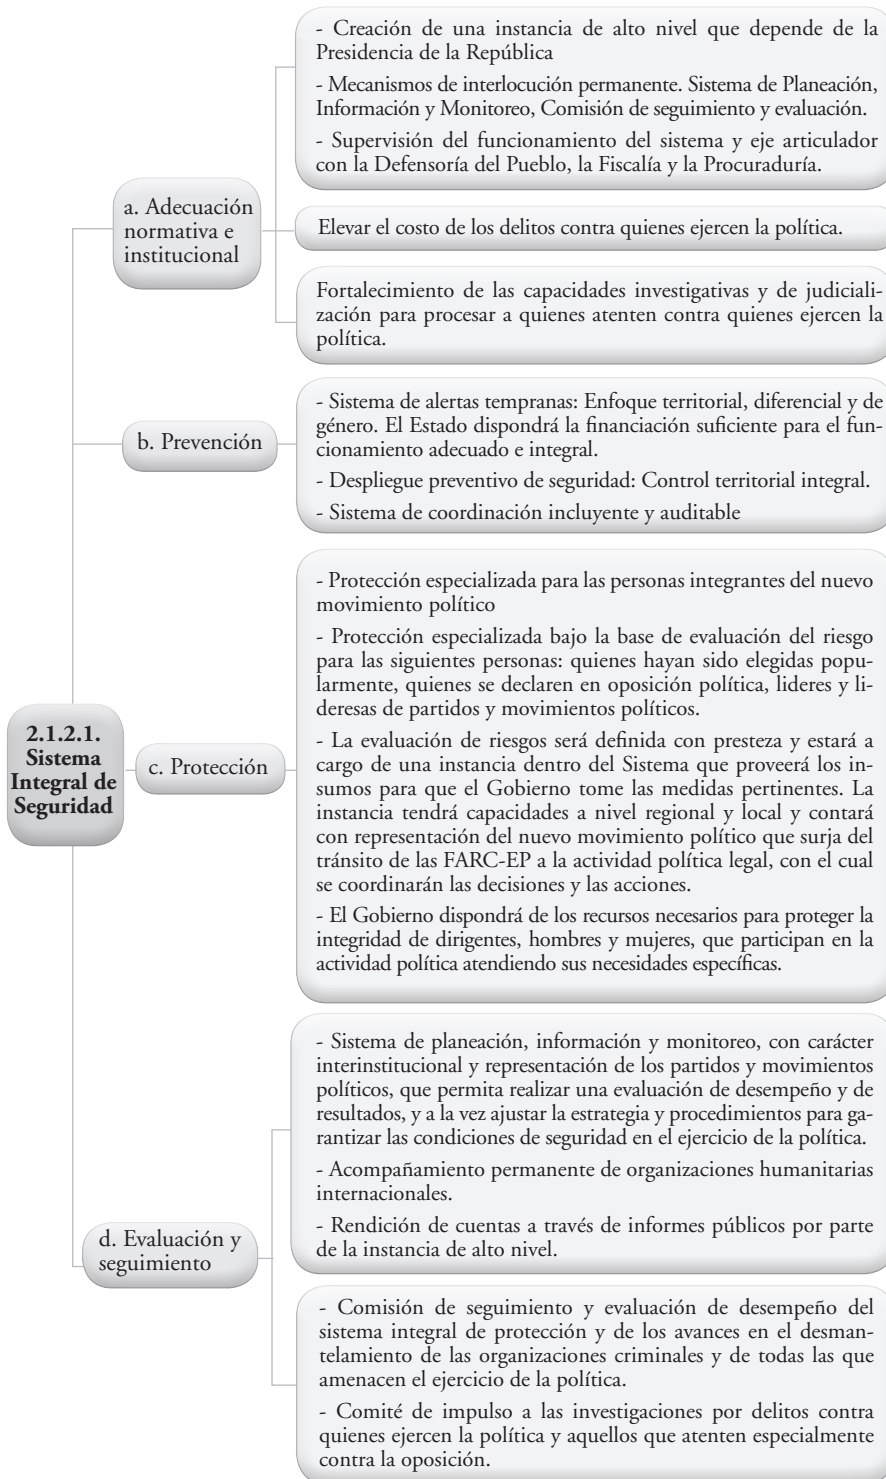 2.1.2.1.
Sistema
Integral de
Seguridad
a. Adecuación
normativa e
institucional
- Creación de una instancia de alto nivel que depende de la
Presidencia de la República
- Mecanismos de interlocución permanente. Sistema de Planeación,
Información y Monitoreo, Comisión de seguimiento y evaluación.
- Supervisión del funcionamiento del sistema y eje articulador
con la Defensoría del Pueblo, la Fiscalía y la Procuraduría.
Elevar el costo de los delitos contra quienes ejercen la política.
Fortalecimiento de las capacidades investigativas y de judiciali-
zación para procesar a quienes atenten contra quienes ejercen la
política.
b. Prevención
- Sistema de alertas tempranas: Enfoque territorial, diferencial y de
género. El Estado dispondrá la financiación suficiente para el fun-
cionamiento adecuado e integral.
- Despliegue preventivo de seguridad: Control territorial integral.
- Sistema de coordinación incluyente y auditable
c. Protección
- Protección especializada para las personas integrantes del nuevo
movimiento político
- Protección especializada bajo la base de evaluación del riesgo
para las siguientes personas: quienes hayan sido elegidas popu-
larmente, quienes se declaren en oposición política, lideres y li-
deresas de partidos y movimientos políticos.
- La evaluación de riesgos será definida con presteza y estará a
cargo de una instancia dentro del Sistema que proveerá los in-
sumos para que el Gobierno tome las medidas pertinentes. La
instancia tendrá capacidades a nivel regional y local y contará
con representación del nuevo movimiento político que surja del
tránsito de las FARC-EP a la actividad política legal, con el cual
se coordinarán las decisiones y las acciones.
- El Gobierno dispondrá de los recursos necesarios para proteger la
integridad de dirigentes, hombres y mujeres, que participan en la
actividad política atendiendo sus necesidades específicas.
d. Evaluación y
seguimiento
- Sistema de planeación, información y monitoreo, con carácter
interinstitucional y representación de los partidos y movimientos
políticos, que permita realizar una evaluación de desempeño y de
resultados, y a la vez ajustar la estrategia y procedimientos para ga-
rantizar las condiciones de seguridad en el ejercicio de la política.
- Acompañamiento permanente de organizaciones humanitarias
internacionales.
- Rendición de cuentas a través de informes públicos por parte
de la instancia de alto nivel.
- Comisión de seguimiento y evaluación de desempeño del
sistema integral de protección y de los avances en el desman-
telamiento de las organizaciones criminales y de todas las que
amenacen el ejercicio de la política.
- Comité de impulso a las investigaciones por delitos contra
quienes ejercen la política y aquellos que atenten especialmente
contra la oposición.